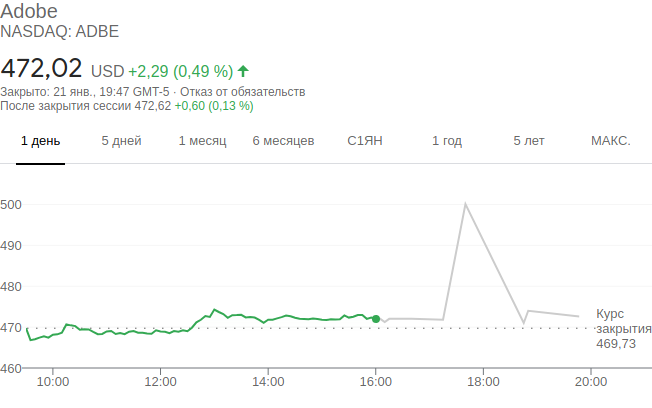 Adobe
NASDAQ: ADBE
472,02 USD +2,29 (0,49 %)
Закрыто: 21 янв., 19:47 GMT-5 · Отказ от обязательств
После закрытия сессии 472,62 +0,60 (0,13 %)
1 день 5 дней 1 месяц 6 месяцев С1ЯН 1 год 5 лет МАКС.
500
490
480
470
460
Курс
закрытия
469,73
10:00 12:00 14:00 16:00 18:00 20:00